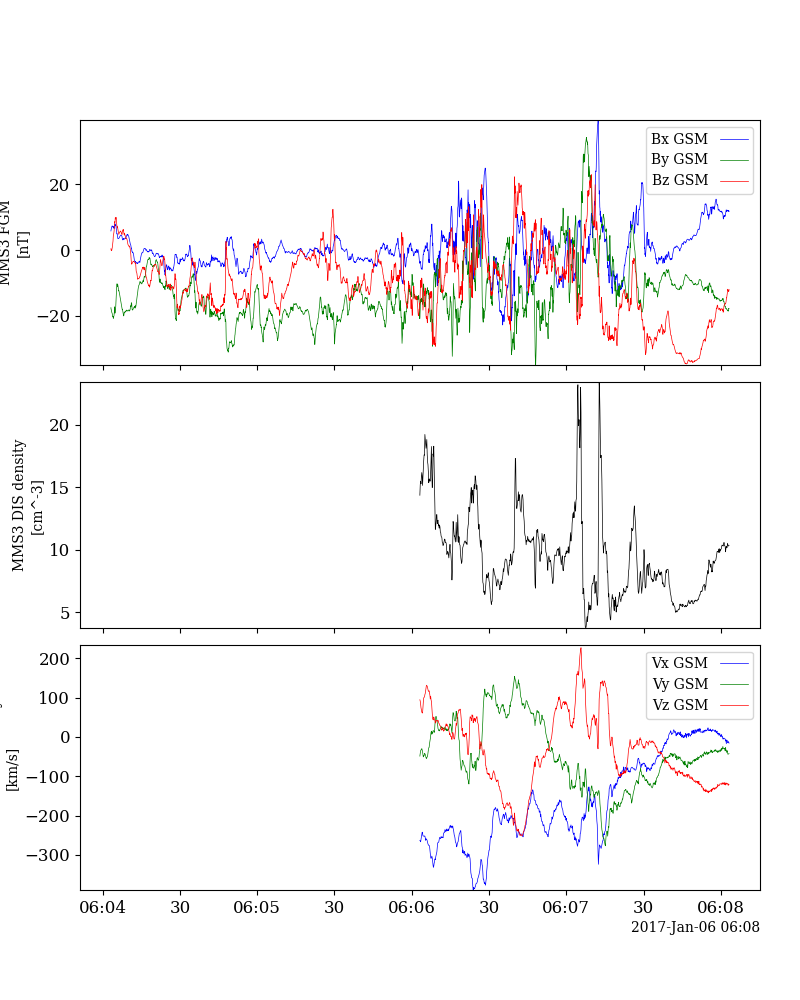 Bx GSM
By GSM
Bz GSM
MMS3 FGM
[nT]
20
0
−20
MMS3 DIS density
[cm^-3]
20
15
10
5
Vx GSM
Vy GSM
Vz GSM
[km/s]
200
100
0
−100
−200
−300
06:04 30 06:05 30 06:06 30 06:07 30 06:08
2017-Jan-06 06:08